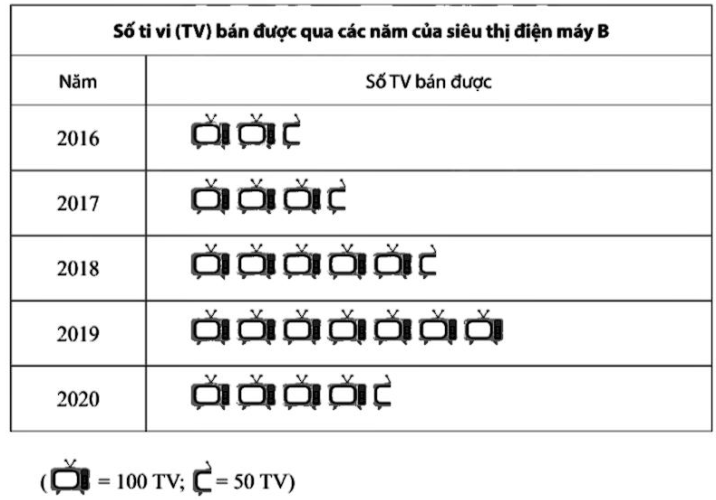 Số ti vi (TV) bán được qua các năm của siêu thị điện máy B
Năm Số TV bán được
2016
2017
2018
2019
2020
( = 100 TV; = 50 TV)